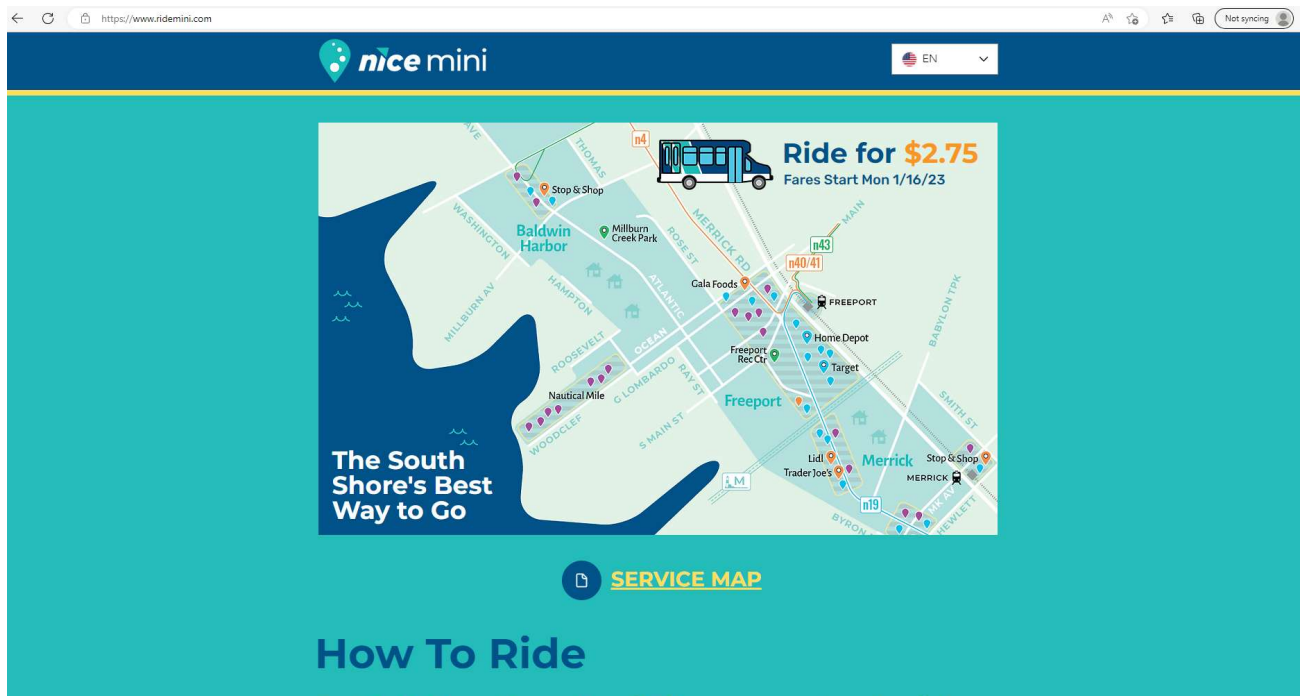 https://www.ridemini.com
Not syncing
nice mini
EN
Ride for $2.75
Fares Start Mon 1/16/23
n4
THOMAS
AVE
Stop & Shop
WASHINGTON
Baldwin
Harbor
Millburn
Creek Park
ROSE ST
MERRICK RD
MAIN
n43
n40/41
HAMPTON
ATLANTIC
Gala Foods
FREEPORT
MILLBURN AV
BABYLON TPK
ROOSEVELT
OCEAN
Home Depot
Freeport
Rec Ctr
Target
G LOMBARDO
RAY ST
Nautical Mile
Freeport
SMITH ST
WOODCLEF
S MAIN ST
Lidl
Merrick
Stop & Shop
Trader Joe's
MERRICK
M
n19
MK AV
BYRON
HEWLETT
The South
Shore's Best
Way to Go
SERVICE MAP
How To Ride